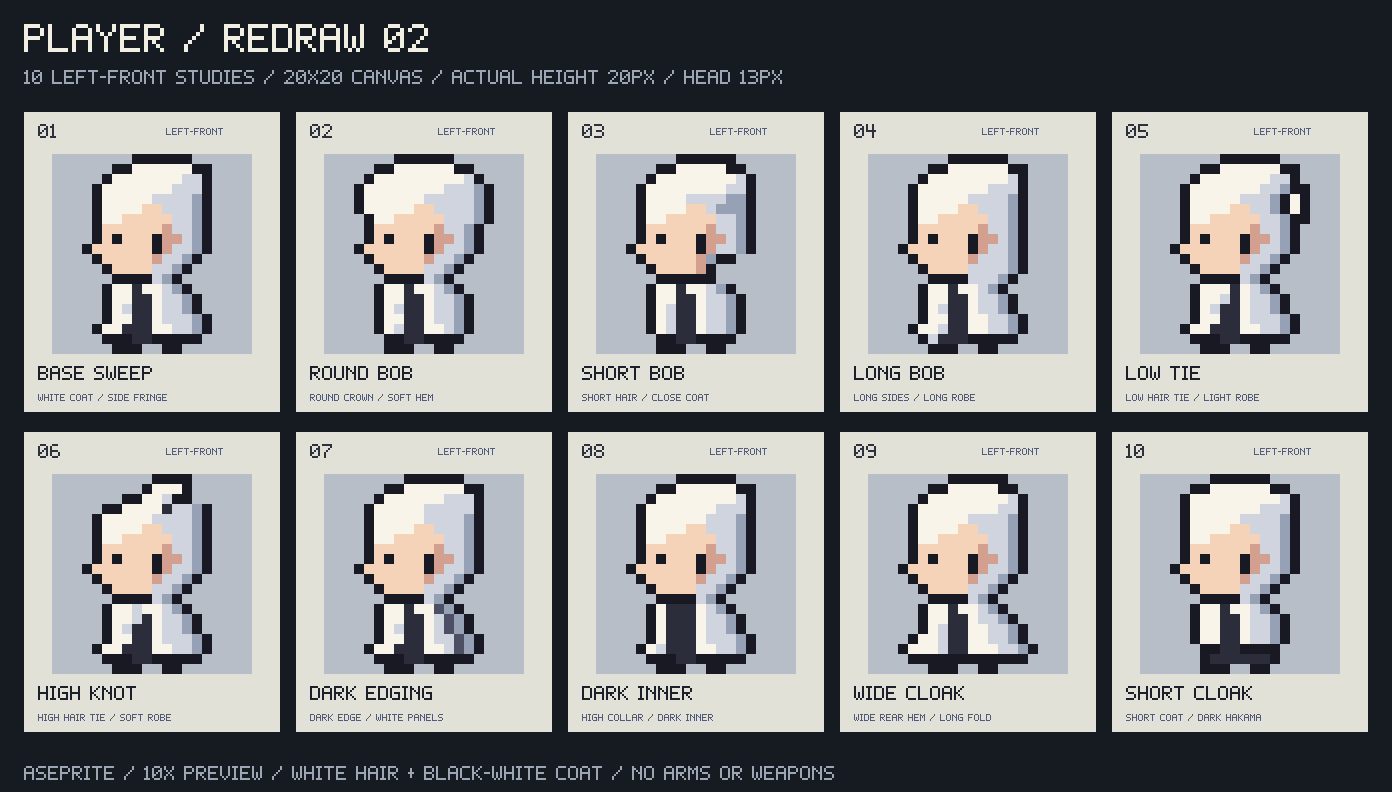 PLAYER / REDRAW 02
10 LEFT-FRONT STUDIES / 20X20 CANVAS / ACTUAL HEIGHT 20PX / HEAD 13PX
01 LEFT-FRONT
BASE SWEEP
WHITE COAT / SIDE FRINGE
02 LEFT-FRONT
ROUND BOB
ROUND CROWN / SOFT HEM
03 LEFT-FRONT
SHORT BOB
SHORT HAIR / CLOSE COAT
04 LEFT-FRONT
LONG BOB
LONG SIDES / LONG ROBE
05 LEFT-FRONT
LOW TIE
LOW HAIR TIE / LIGHT ROBE
06 LEFT-FRONT
HIGH KNOT
HIGH HAIR TIE / SOFT ROBE
07 LEFT-FRONT
DARK EDGING
DARK EDGE / WHITE PANELS
08 LEFT-FRONT
DARK INNER
HIGH COLLAR / DARK INNER
09 LEFT-FRONT
WIDE CLOAK
WIDE REAR HEM / LONG FOLD
10 LEFT-FRONT
SHORT CLOAK
SHORT COAT / DARK HAKAMA
ASEPRITE / 10X PREVIEW / WHITE HAIR + BLACK-WHITE COAT / NO ARMS OR WEAPONS